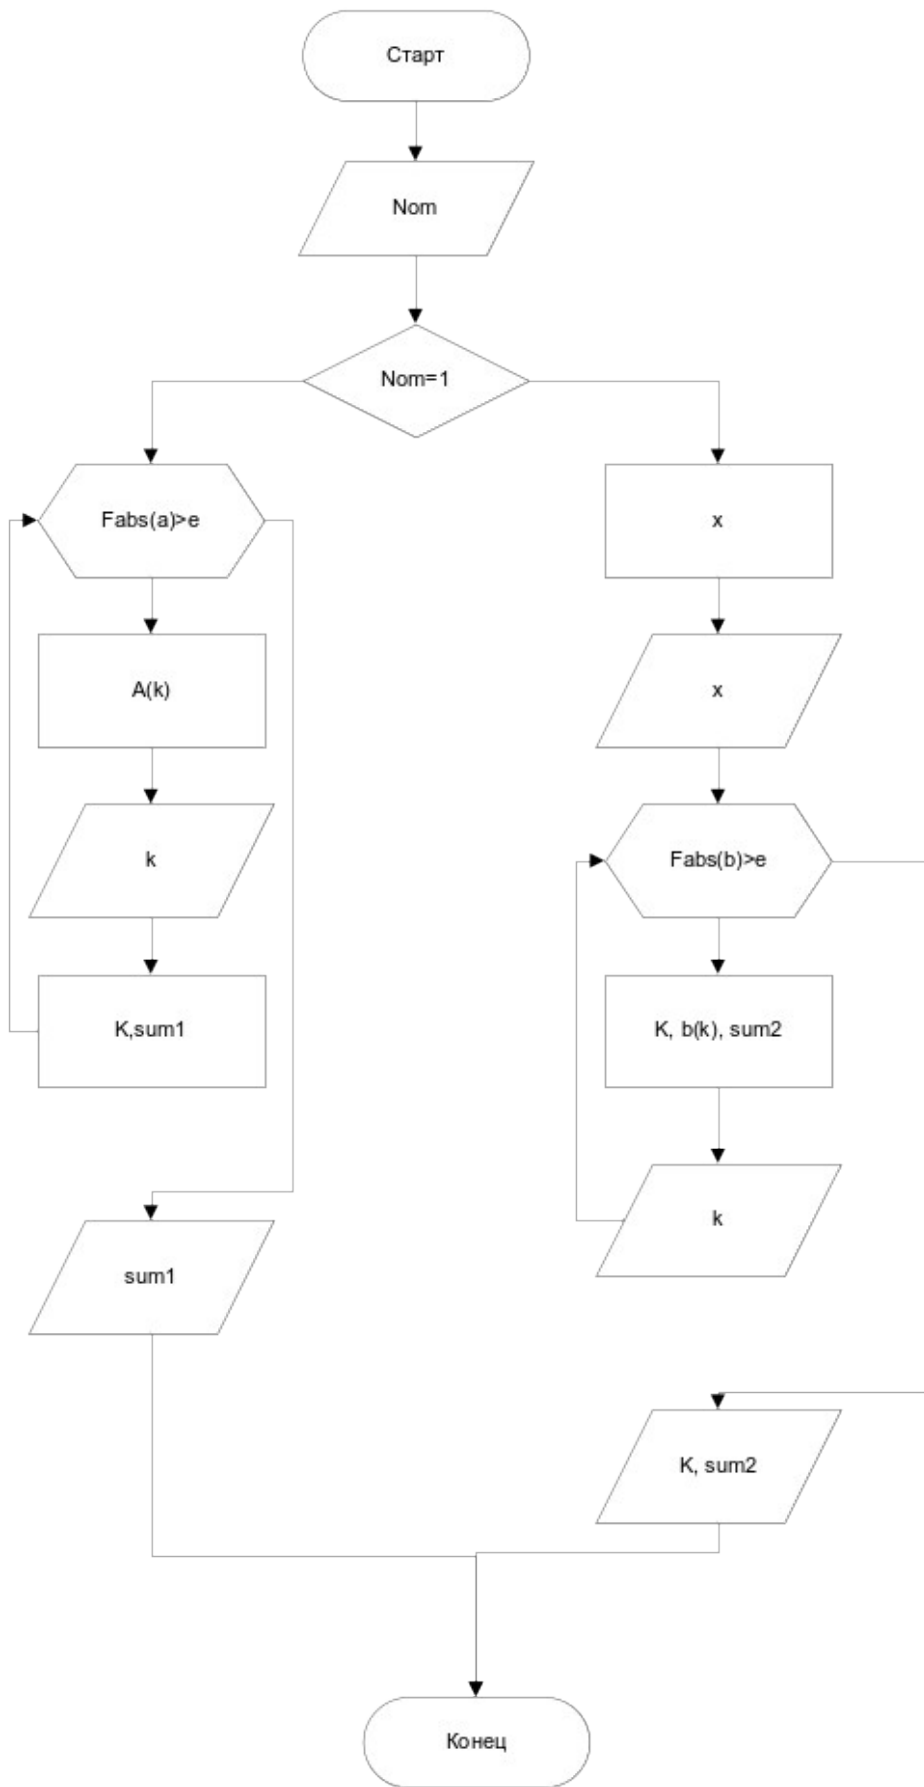 Старт
Nom
Nom=1
Fabs(a)>e
x
A(k)
x
k
Fabs(b)>e
K,sum1
K, b(k), sum2
k
sum1
K, sum2
Конец